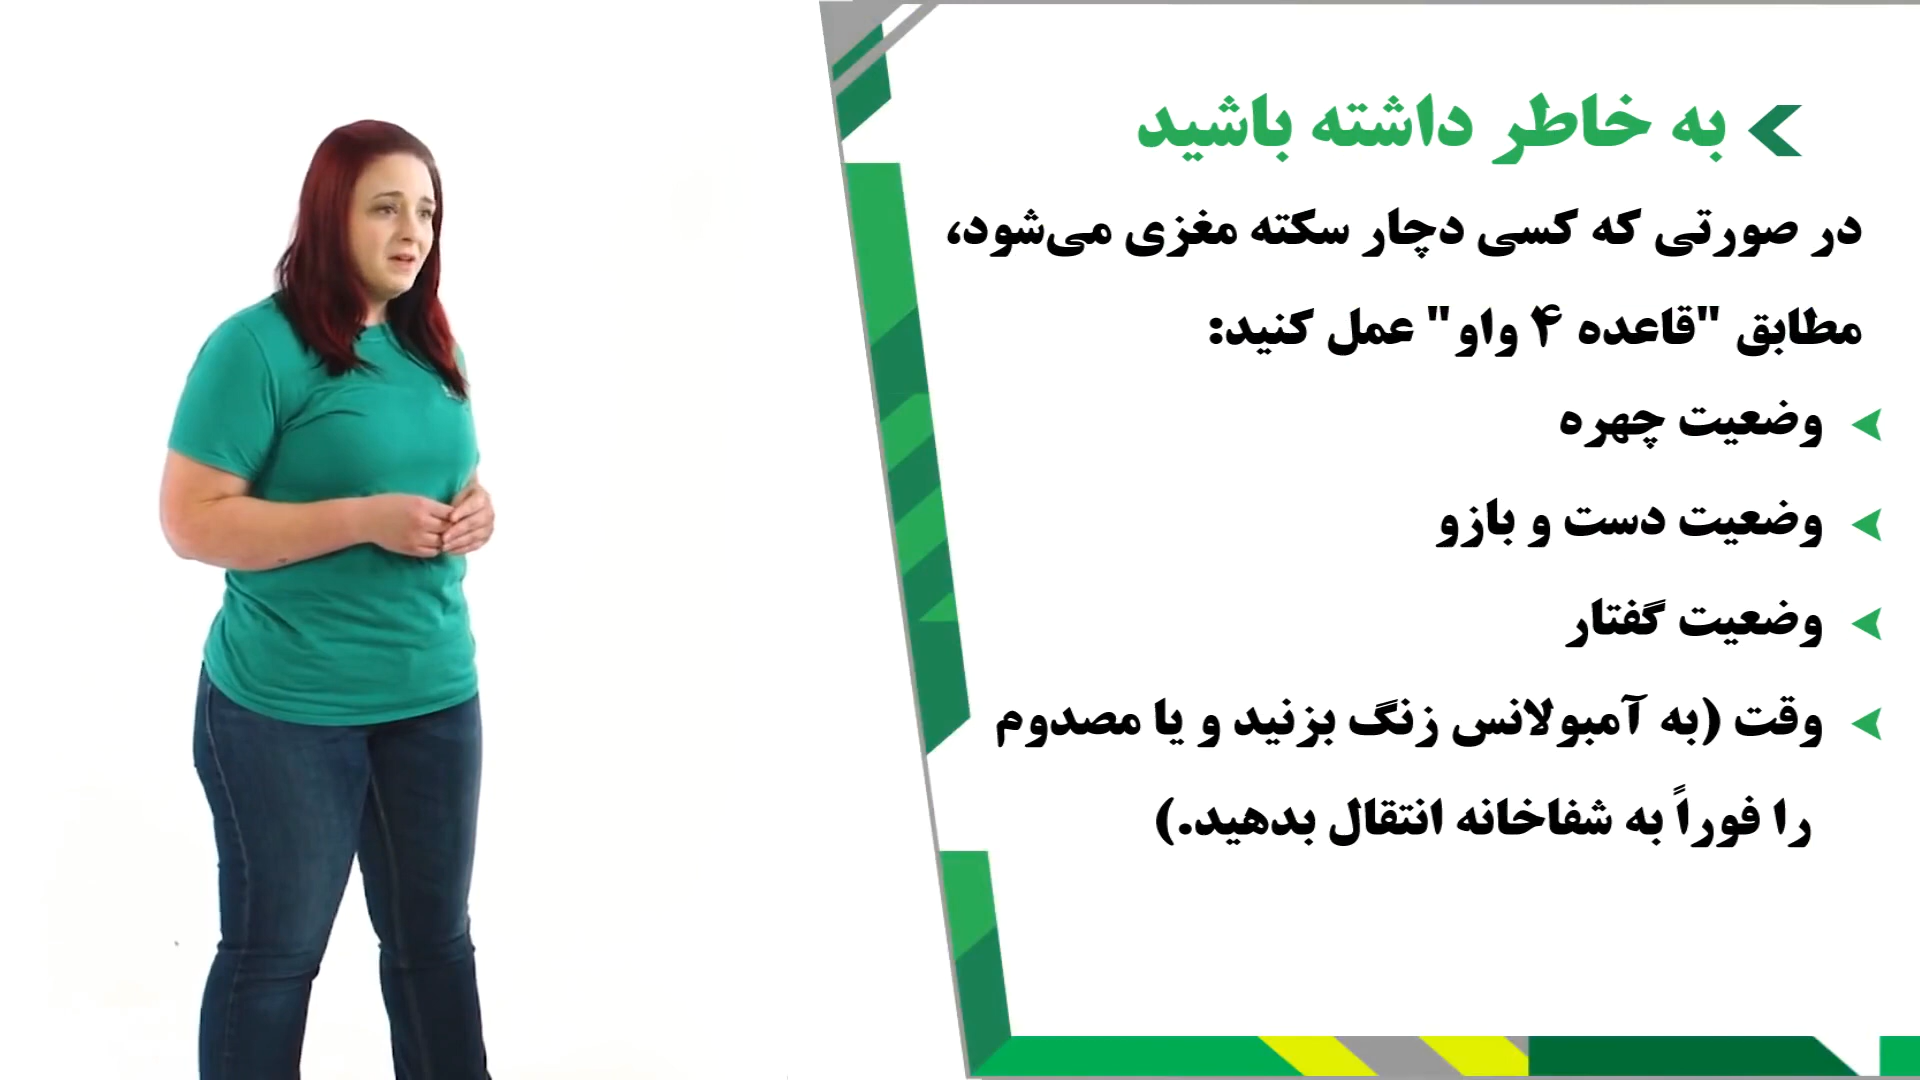 به خاطر داشته باشید
در صورتی که کسی دچار سکته مغزی می‌شود،
مطابق "قاعده ۴ واو" عمل کنید:
وضعیت چهره
وضعیت دست و بازو
وضعیت گفتار
وقت (به آمبولانس زنگ بزنید و یا مصدوم
را فوراً به شفاخانه انتقال بدهید.)